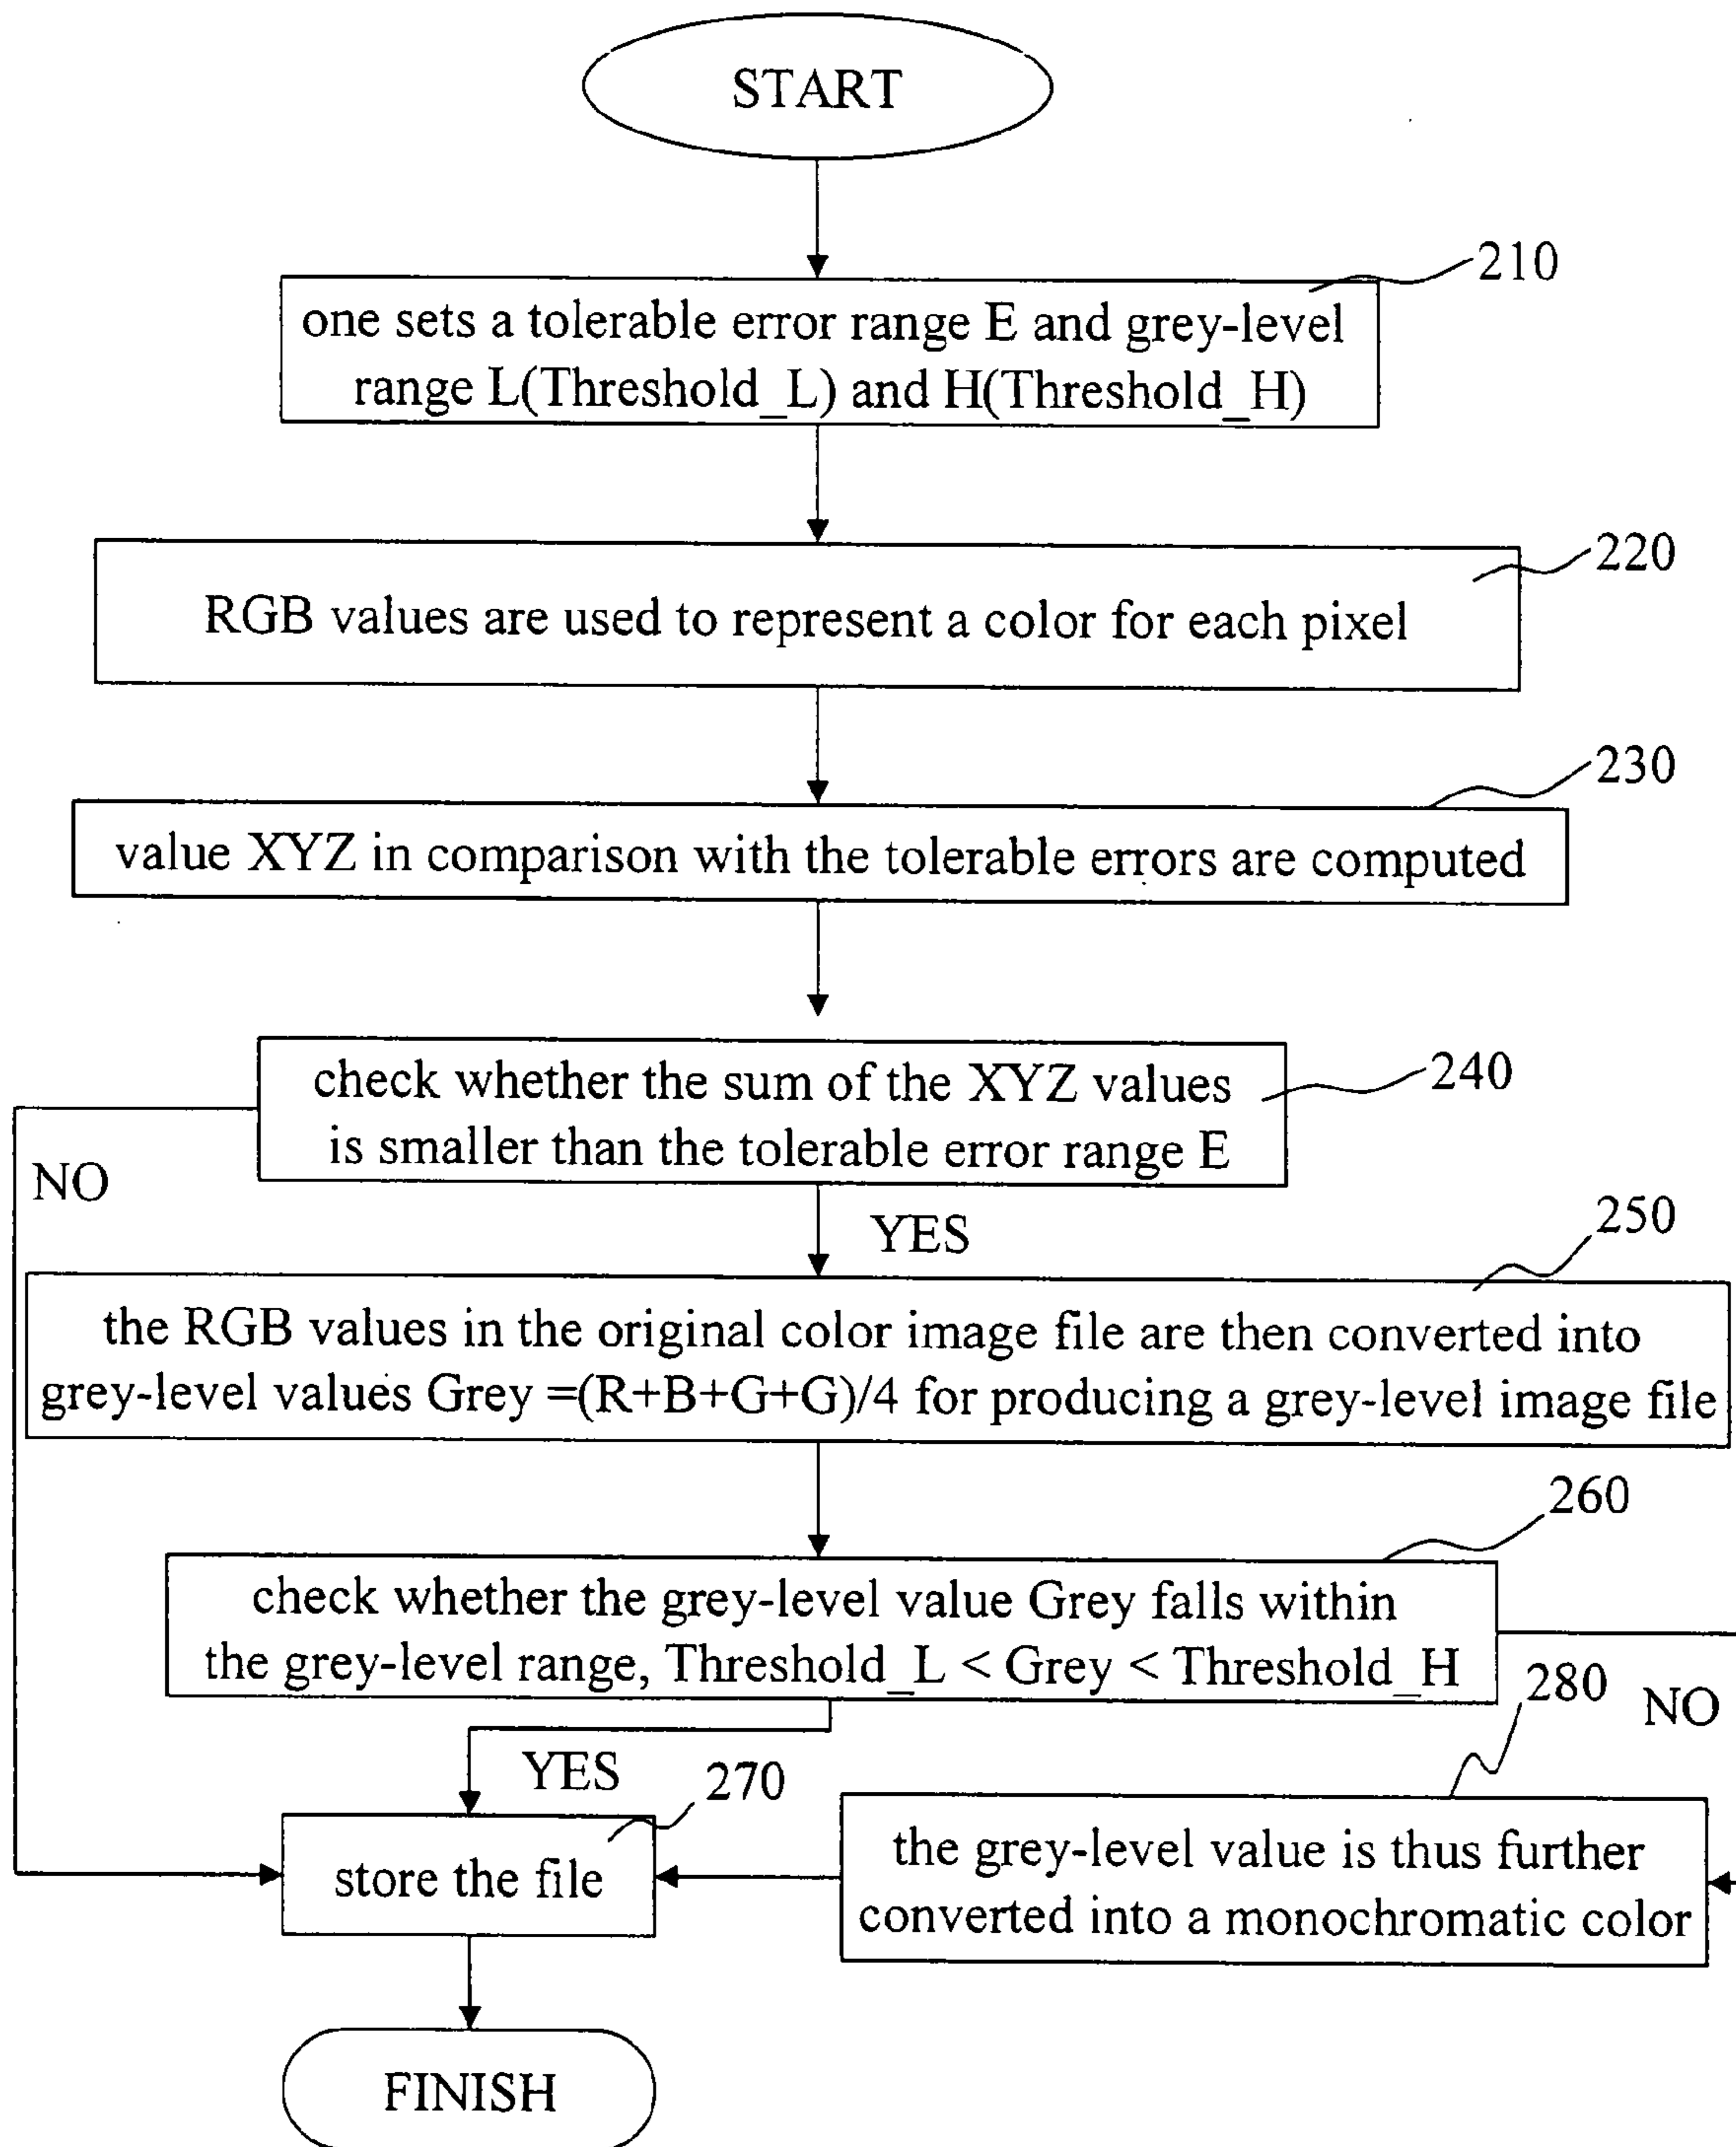 START
210
one sets a tolerable error range E and grey-level
range L(Threshold_L) and H(Threshold_H)
220
RGB values are used to represent a color for each pixel
230
value XYZ in comparison with the tolerable errors are computed
240
check whether the sum of the XYZ values
is smaller than the tolerable error range E
NO
YES
250
the RGB values in the original color image file are then converted into
grey-level values Grey =(R+B+G+G)/4 for producing a grey-level image file
260
check whether the grey-level value Grey falls within
the grey-level range, Threshold_L < Grey < Threshold_H
280
NO
YES
270
store the file
the grey-level value is thus further
converted into a monochromatic color
FINISH